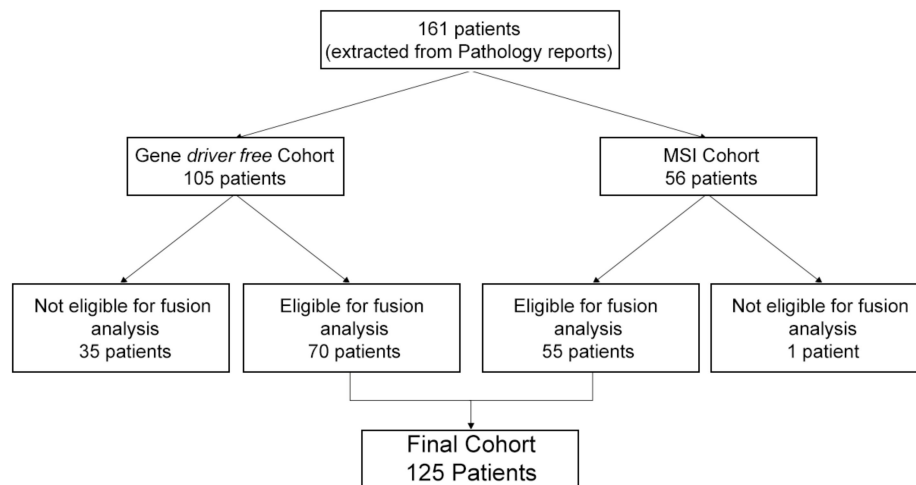 161 patients
(extracted from Pathology reports)
Gene driver free Cohort
105 patients
MSI Cohort
56 patients
Not eligible for fusion
analysis
35 patients
Eligible for fusion
analysis
70 patients
Eligible for fusion
analysis
55 patients
Not eligible for fusion
analysis
1 patient
Final Cohort
125 Patients